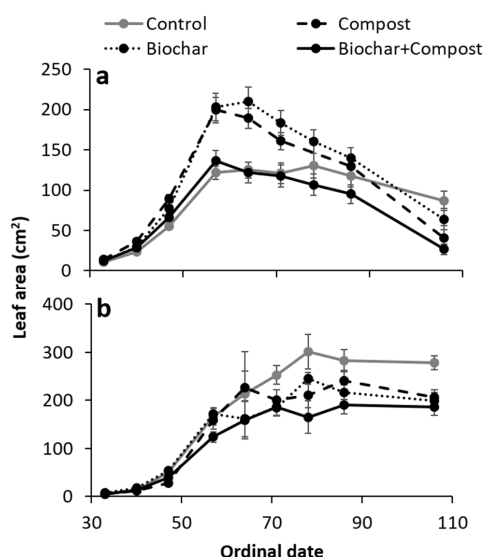 Control
Compost
Biochar
Biochar+Compost
a
250
200
150
100
50
0
Leaf area (cm²)
b
400
300
200
100
0
30 50 70 90 110
Ordinal date